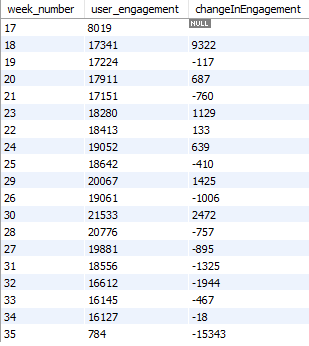 week_number user_engagement changeInEngagement
17 8019 NULL
18 17341 9322
19 17224 -117
20 17911 687
21 17151 -760
23 18280 1129
22 18413 133
24 19052 639
25 18642 -410
29 20067 1425
26 19061 -1006
30 21533 2472
28 20776 -757
27 19881 -895
31 18556 -1325
32 16612 -1944
33 16145 -467
34 16127 -18
35 784 -15343